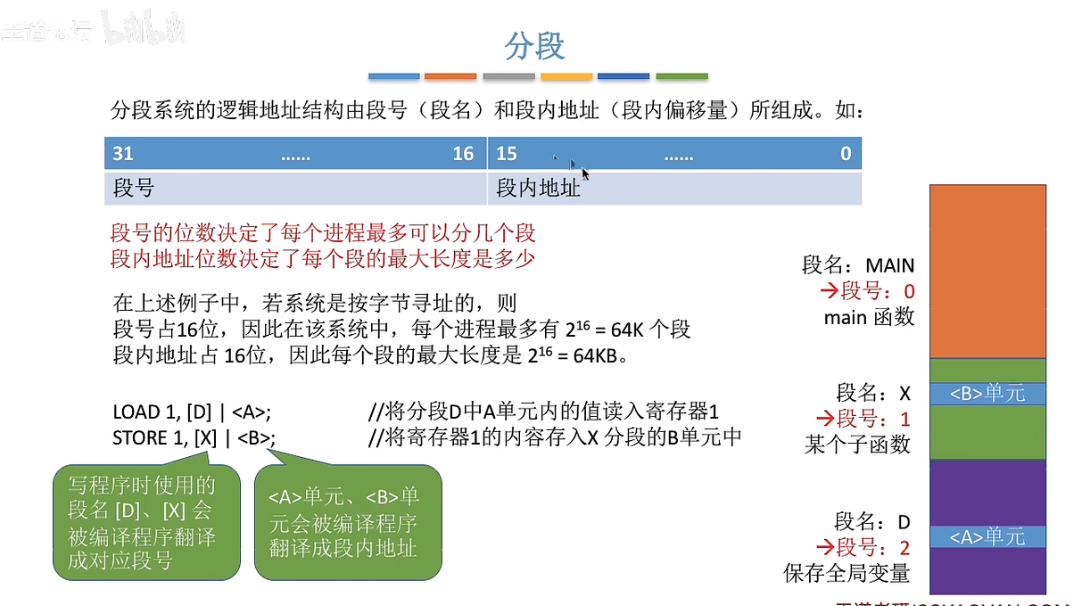 王道论坛 bilibili
分段
分段系统的逻辑地址结构由段号（段名）和段内地址（段内偏移量）所组成。如：
31 …… 16 15 …… 0
段号 段内地址
段号的位数决定了每个进程最多可以分几个段
段内地址位数决定了每个段的最大长度是多少
在上述例子中，若系统是按字节寻址的，则
段号占16位，因此在该系统中，每个进程最多有 2¹⁶ = 64K 个段
段内地址占 16位，因此每个段的最大长度是 2¹⁶ = 64KB。
LOAD 1, [D] | <A>; //将分段D中A单元内的值读入寄存器1
STORE 1, [X] | <B>; //将寄存器1的内容存入X 分段的B单元中
写程序时使用的
段名 [D]、[X] 会
被编译程序翻译
成对应段号
<A>单元、<B>单
元会被编译程序
翻译成段内地址
段名：MAIN
→段号：0
main 函数
段名：X
→段号：1
某个子函数
<B>单元
段名：D
→段号：2
保存全局变量
<A>单元